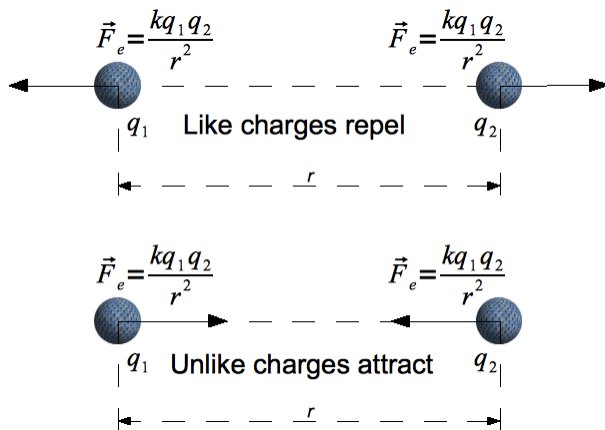 F⃗ₑ = kq₁q₂/r² F⃗ₑ = kq₁q₂/r²
q₁ Like charges repel q₂
r
F⃗ₑ = kq₁q₂/r² F⃗ₑ = kq₁q₂/r²
q₁ Unlike charges attract q₂
r